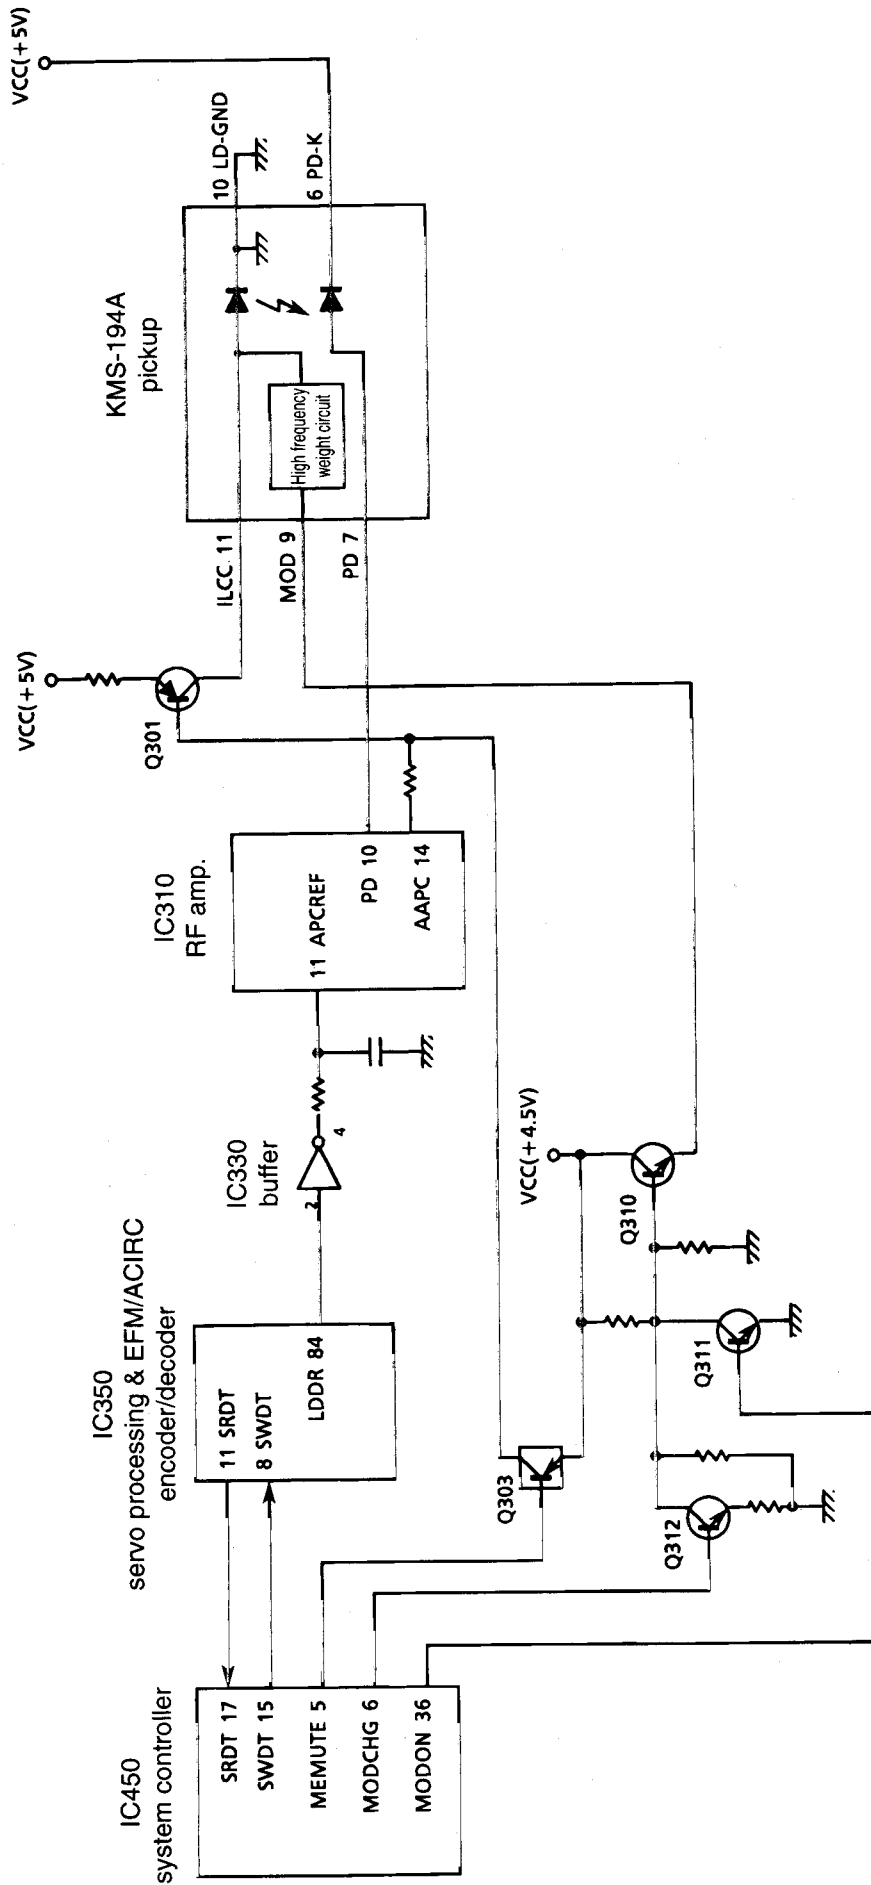 IC450
system controller
SRDT 17
SWDT 15
MEMUTE 5
MODCHG 6
MODON 36
IC350
servo processing & EFM/ACIRC
encoder/decoder
11 SRDT
8 SWDT
LDDR 84
IC330
buffer
2
4
IC310
RF amp.
11 APCREF
PD 10
AAPC 14
VCC(+5V)
Q301
KMS-194A
pickup
ILCC 11
MOD 9
PD 7
High frequency
weight circuit
10 LD-GND
6 PD-K
VCC(+5V)
Q303
Q312
Q311
Q310
VCC(+4.5V)